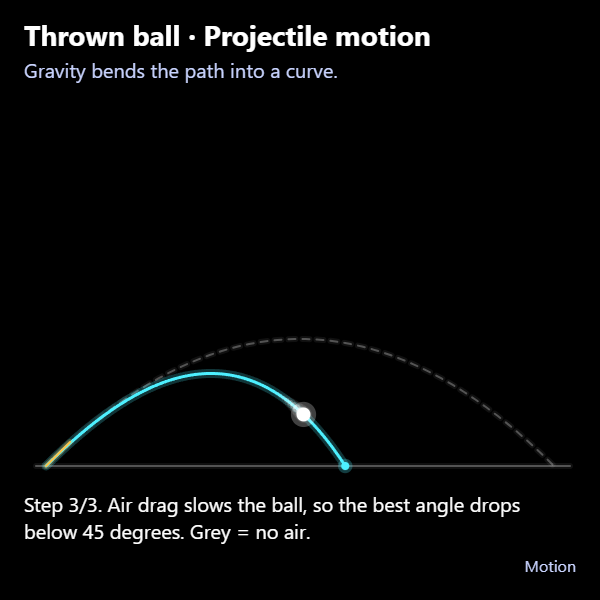 Thrown ball · Projectile motion
Gravity bends the path into a curve.
Step 3/3. Air drag slows the ball, so the best angle drops
below 45 degrees. Grey = no air.
Motion